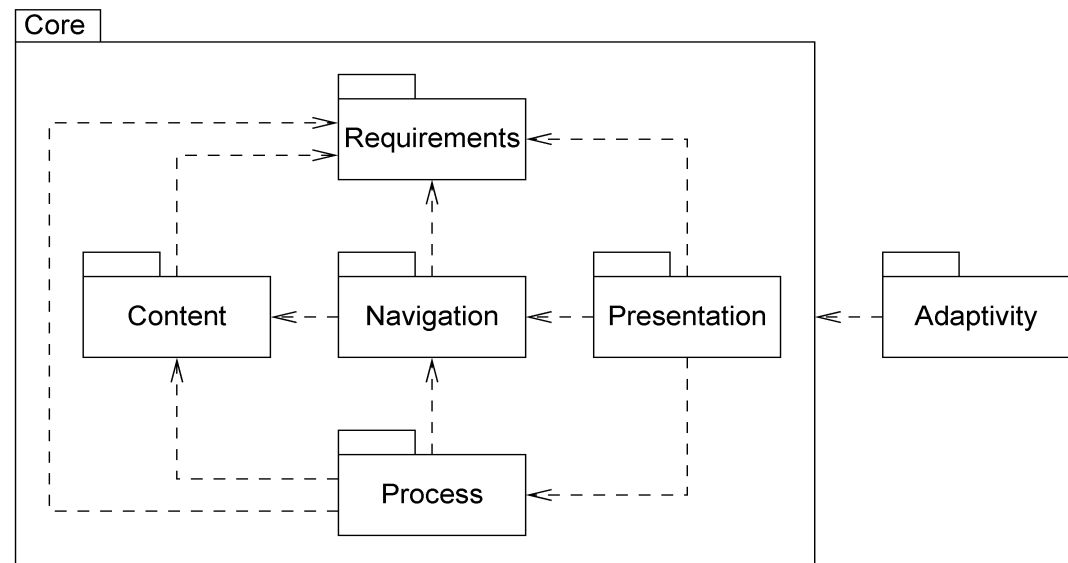 Core
Requirements
Content
Navigation
Presentation
Adaptivity
Process